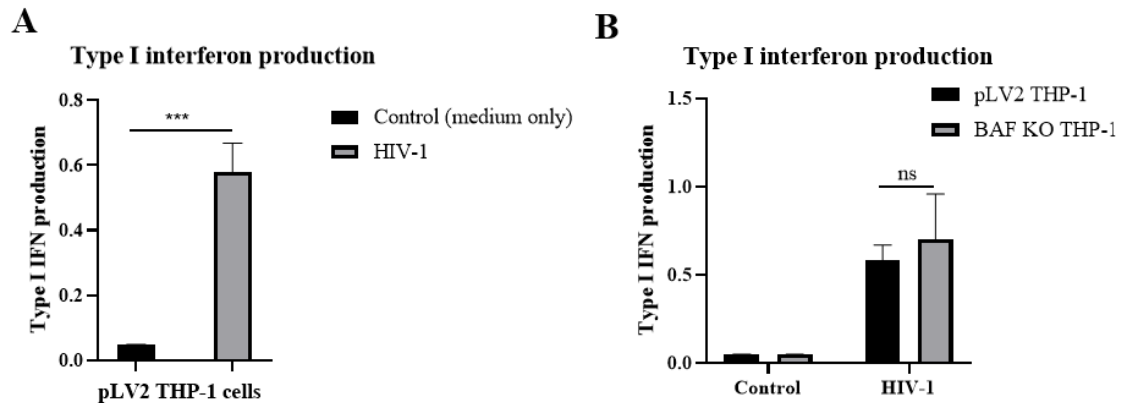 A
Type I interferon production
Type I IFN production
0.8
0.6
0.4
0.2
0.0
***
Control (medium only)
HIV-1
pLV2 THP-1 cells
B
Type I interferon production
Type I IFN production
1.5
1.0
0.5
0.0
pLV2 THP-1
BAF KO THP-1
ns
Control
HIV-1